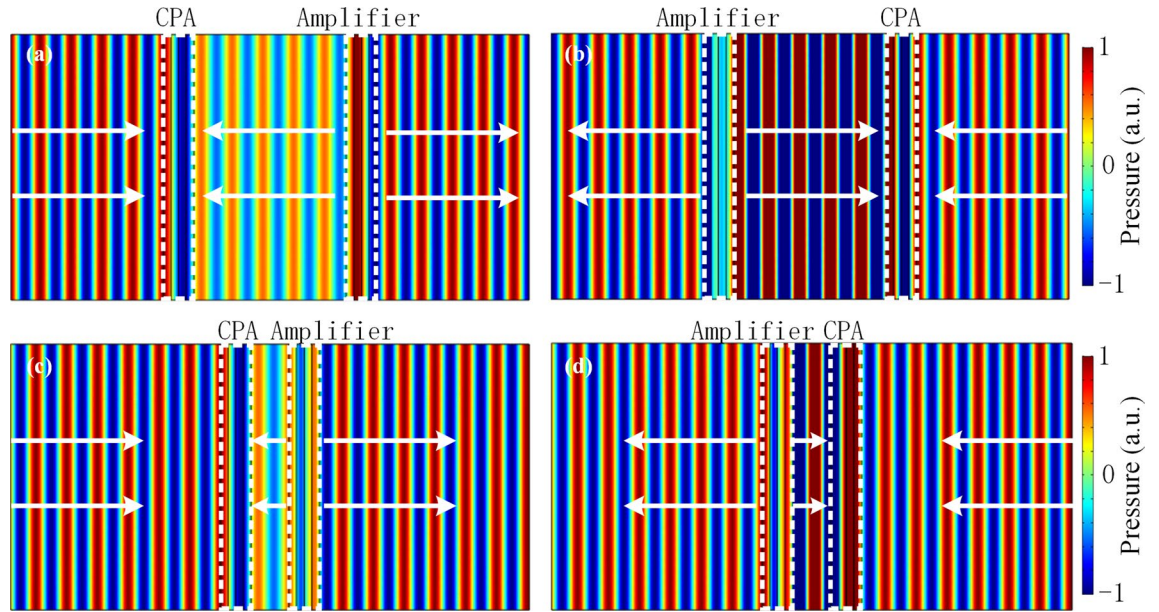 CPA Amplifier
(a)
Amplifier CPA
(b)
1
0
−1
Pressure (a.u.)
CPA Amplifier
(c)
Amplifier CPA
(d)
1
0
−1
Pressure (a.u.)